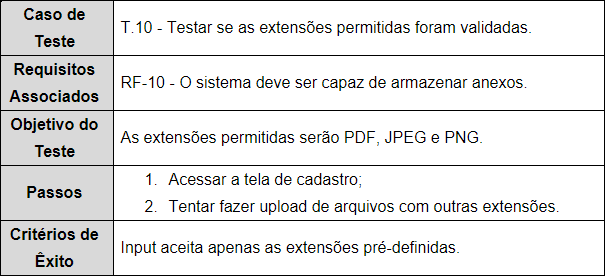 Caso de
Teste
T.10 - Testar se as extensões permitidas foram validadas.
Requisitos
Associados
RF-10 - O sistema deve ser capaz de armazenar anexos.
Objetivo do
Teste
As extensões permitidas serão PDF, JPEG e PNG.
Passos
1. Acessar a tela de cadastro;
2. Tentar fazer upload de arquivos com outras extensões.
Critérios de
Êxito
Input aceita apenas as extensões pré-definidas.